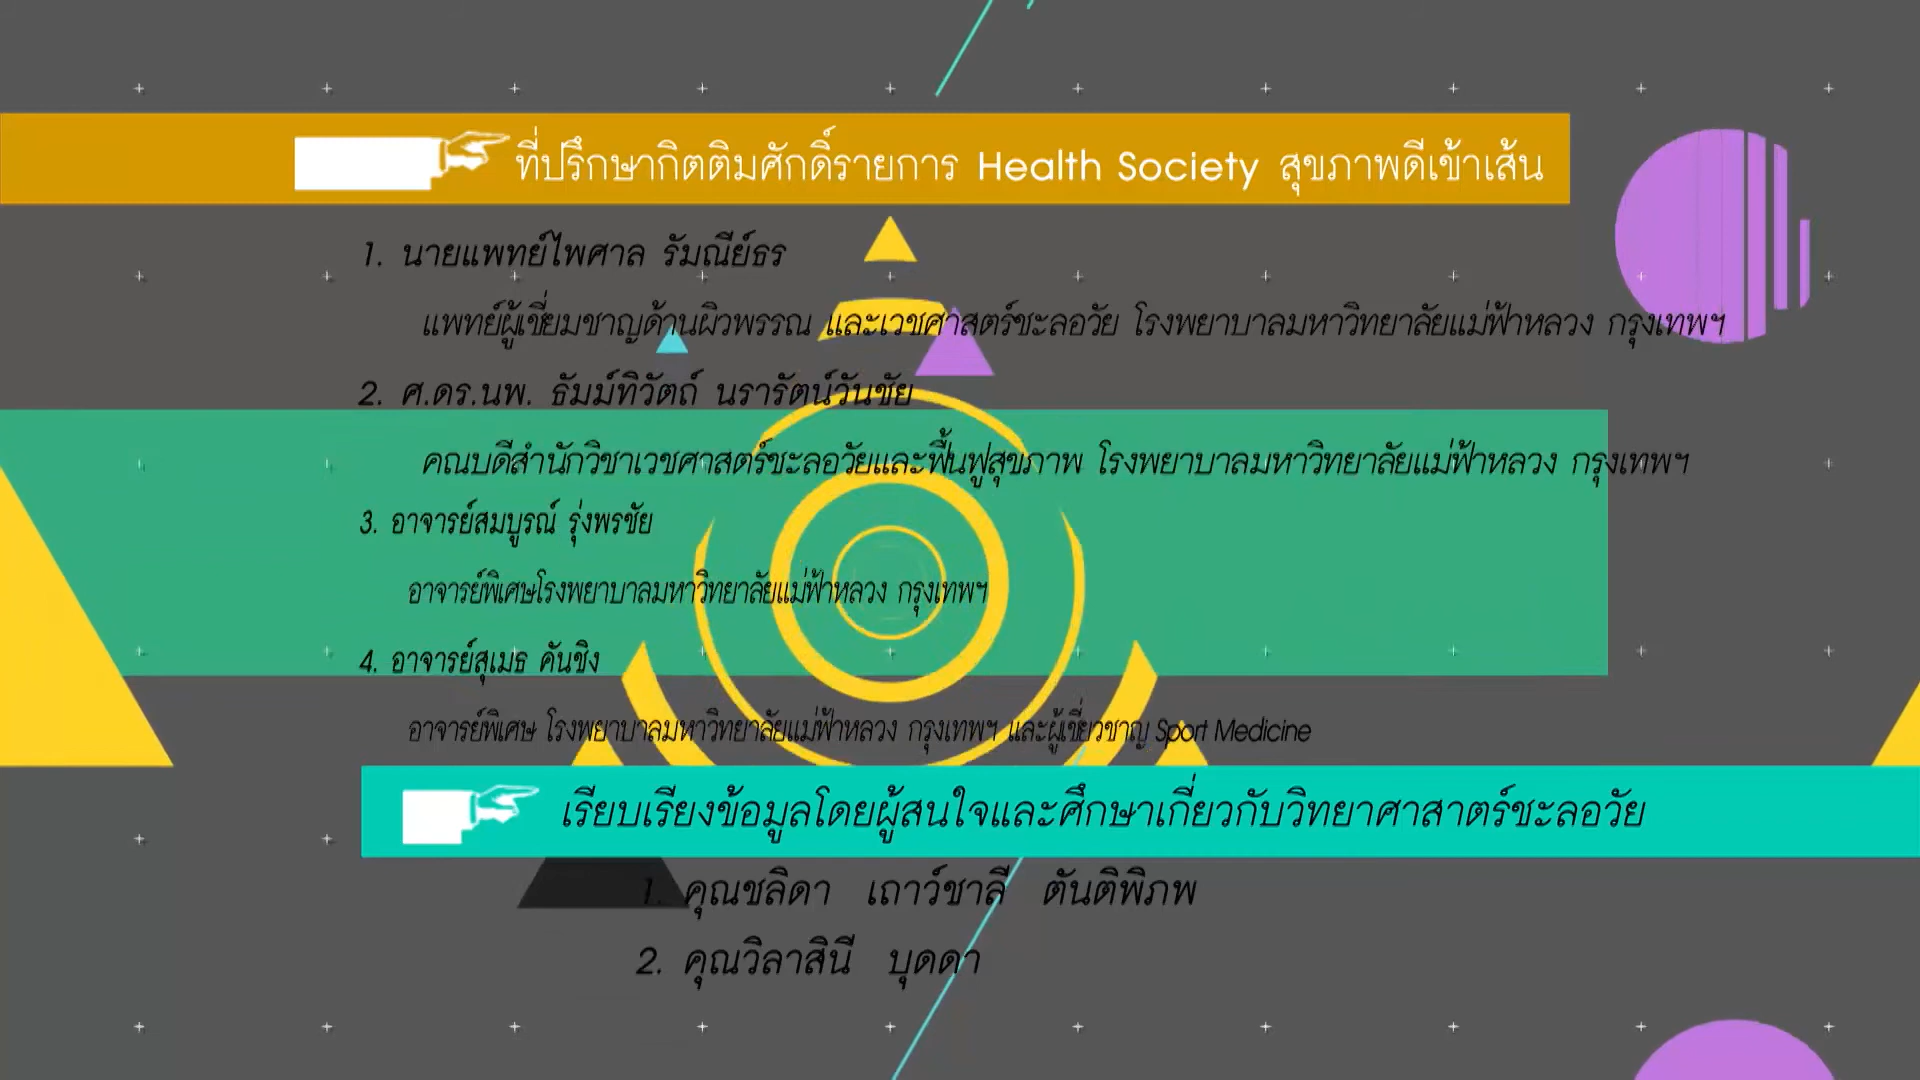 ที่ปรึกษากิตติมศักดิ์รายการ Health Society สุขภาพดีเข้าเส้น
1. นายแพทย์ไพศาล รัมณีย์ธร
แพทย์ผู้เชี่ยมชาญด้านผิวพรรณ และเวชศาสตร์ชะลอวัย โรงพยาบาลมหาวิทยาลัยแม่ฟ้าหลวง กรุงเทพฯ
2. ศ.ดร.นพ. ธัมม์ทิวัตถ์ นรารัตน์วันชัย
คณบดีสำนักวิชาเวชศาสตร์ชะลอวัยและฟื้นฟูสุขภาพ โรงพยาบาลมหาวิทยาลัยแม่ฟ้าหลวง กรุงเทพฯ
3. อาจารย์สมบูรณ์ รุ่งพรชัย
อาจารย์พิเศษโรงพยาบาลมหาวิทยาลัยแม่ฟ้าหลวง กรุงเทพฯ
4. อาจารย์สุเมธ คันชิง
อาจารย์พิเศษ โรงพยาบาลมหาวิทยาลัยแม่ฟ้าหลวง กรุงเทพฯ และผู้เชี่ยวชาญ Sport Medicine
เรียบเรียงข้อมูลโดยผู้สนใจและศึกษาเกี่ยวกับวิทยาศาสาตร์ชะลอวัย
1. คุณชลิดา เถาว์ชาลี ตันติพิภพ
2. คุณวิลาสินี บุดดา